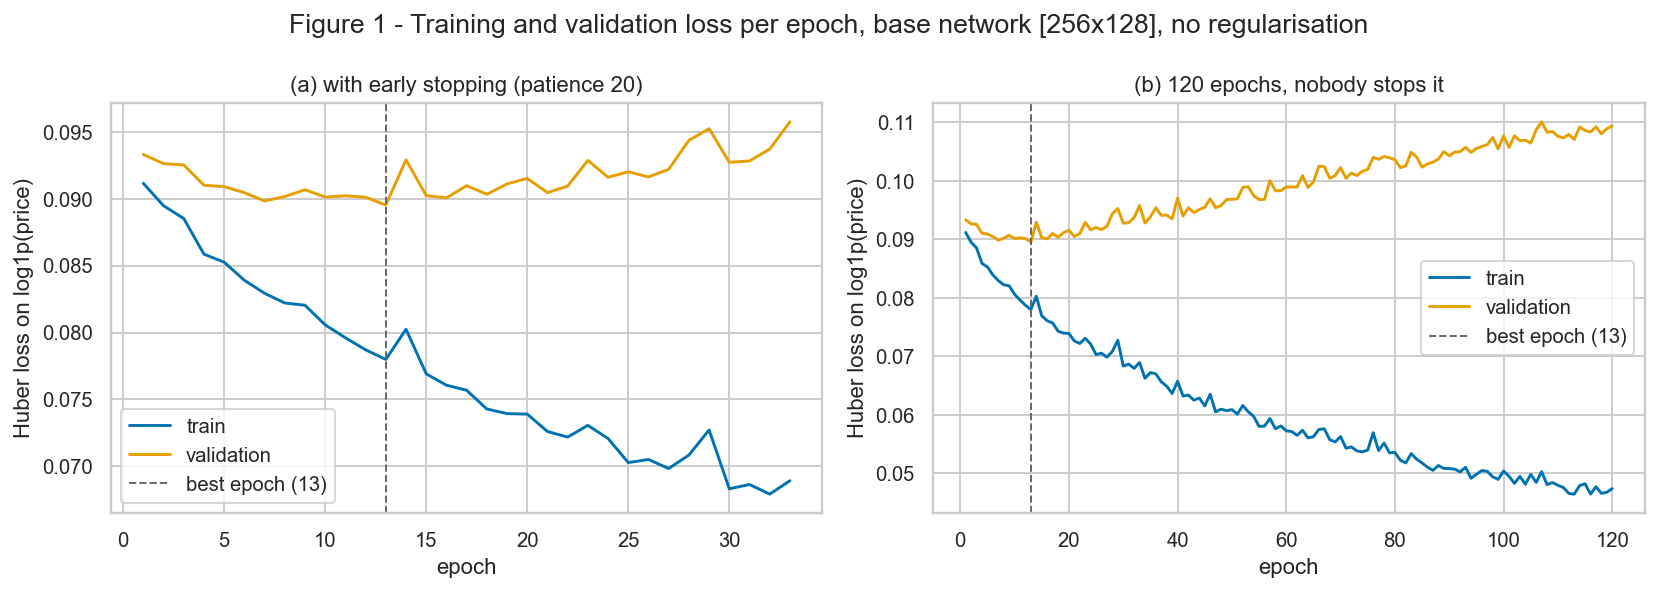 Figure 1 - Training and validation loss per epoch, base network [256x128], no regularisation
(a) with early stopping (patience 20)
Huber loss on log1p(price)
0.095
0.090
0.085
0.080
0.075
0.070
train
validation
best epoch (13)
0 5 10 15 20 25 30
epoch
(b) 120 epochs, nobody stops it
Huber loss on log1p(price)
0.11
0.10
0.09
0.08
0.07
0.06
0.05
train
validation
best epoch (13)
0 20 40 60 80 100 120
epoch